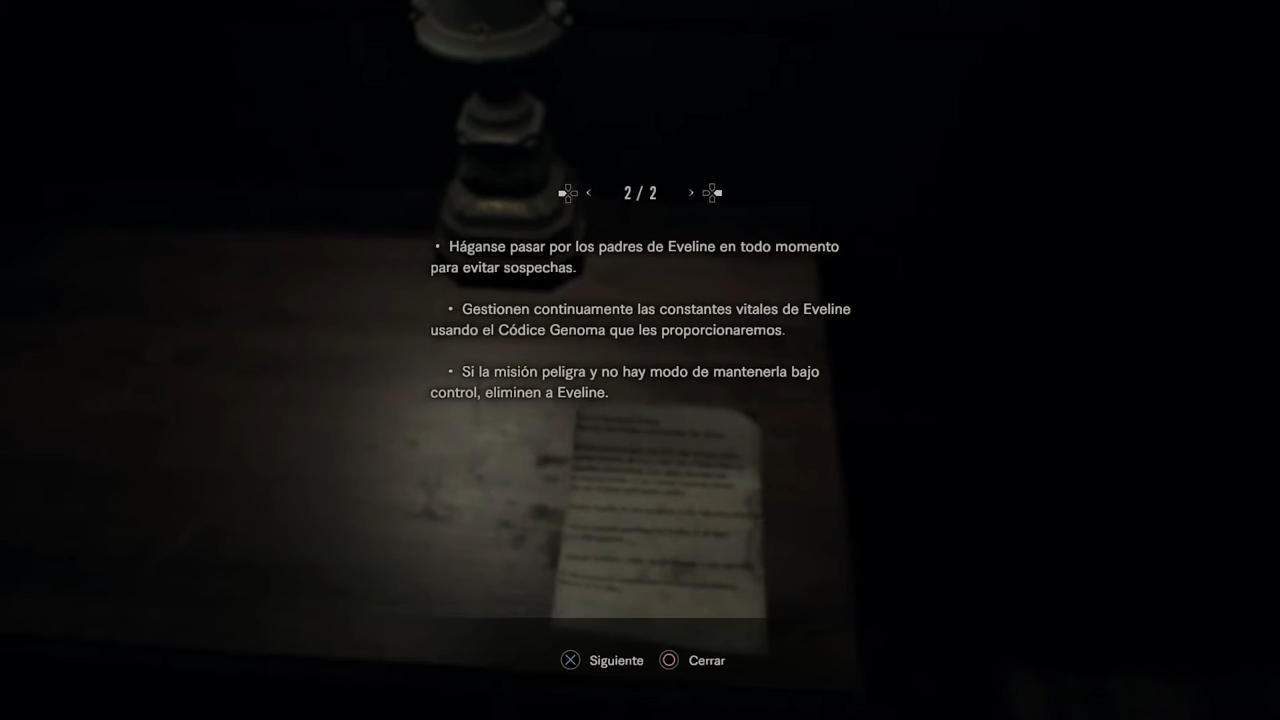 < 2 / 2 >
• Háganse pasar por los padres de Eveline en todo momento
para evitar sospechas.
• Gestionen continuamente las constantes vitales de Eveline
usando el Códice Genoma que les proporcionaremos.
• Si la misión peligra y no hay modo de mantenerla bajo
control, eliminen a Eveline.
Siguiente Cerrar